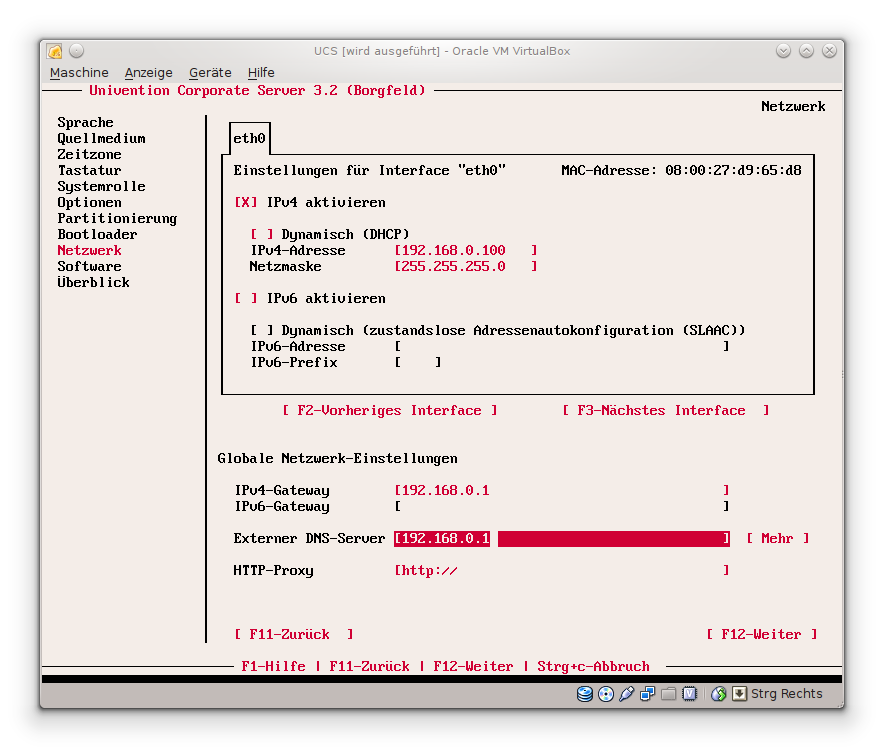 UCS [wird ausgeführt] - Oracle VM VirtualBox
Maschine Anzeige Geräte Hilfe
Univention Corporate Server 3.2 (Borgfeld)
Netzwerk
Sprache
Quellmedium
Zeitzone
Tastatur
Systemrolle
Optionen
Partitionierung
Bootloader
Netzwerk
Software
Überblick
eth0
Einstellungen für Interface "eth0" MAC-Adresse: 08:00:27:d9:65:d8
[X] IPv4 aktivieren
[ ] Dynamisch (DHCP)
IPv4-Adresse [192.168.0.100 ]
Netzmaske [255.255.255.0 ]
[ ] IPv6 aktivieren
[ ] Dynamisch (zustandslose Adressenautokonfiguration (SLAAC))
IPv6-Adresse [ ]
IPv6-Prefix [ ]
[ F2-Vorheriges Interface ] [ F3-Nächstes Interface ]
Globale Netzwerk-Einstellungen
IPv4-Gateway [192.168.0.1 ]
IPv6-Gateway [ ]
Externer DNS-Server [192.168.0.1 ] [ Mehr ]
HTTP-Proxy [http:// ]
[ F11-Zurück ] [ F12-Weiter ]
F1-Hilfe | F11-Zurück | F12-Weiter | Strg+c-Abbruch
Strg Rechts